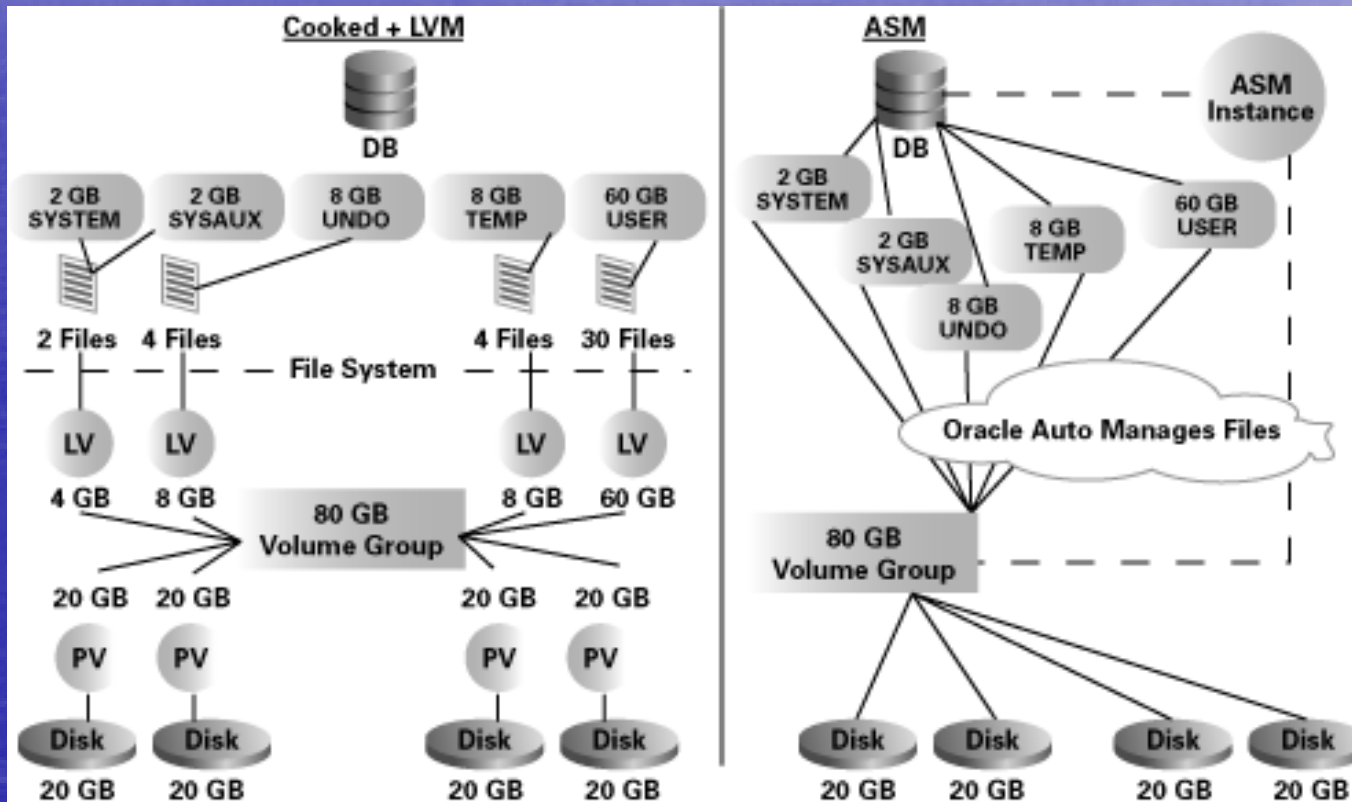 Cooked + LVM
DB
2 GB
SYSTEM
2 GB
SYSAUX
8 GB
UNDO
8 GB
TEMP
60 GB
USER
2 Files
4 Files
4 Files
30 Files
File System
LV
LV
LV
LV
4 GB
8 GB
8 GB
60 GB
80 GB
Volume Group
20 GB
20 GB
20 GB
20 GB
PV
PV
PV
PV
Disk
Disk
Disk
Disk
20 GB
20 GB
20 GB
20 GB
ASM
DB
ASM
Instance
2 GB
SYSTEM
2 GB
SYSAUX
8 GB
UNDO
8 GB
TEMP
60 GB
USER
Oracle Auto Manages Files
80 GB
Volume Group
Disk
Disk
Disk
Disk
20 GB
20 GB
20 GB
20 GB